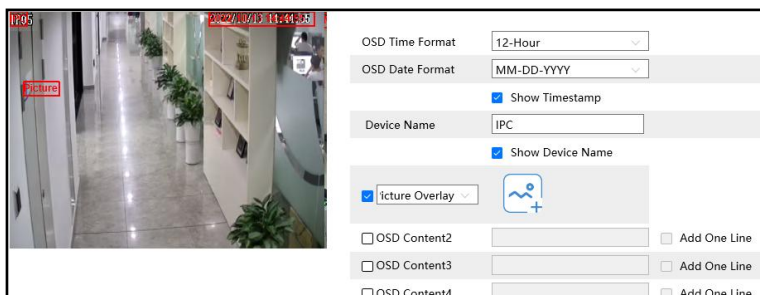 OSD Time Format 12-Hour
OSD Date Format MM-DD-YYYY
Show Timestamp
Device Name IPC
Show Device Name
Picture
icture Overlay
OSD Content2 Add One Line
OSD Content3 Add One Line
OSD Content4 Add One Line